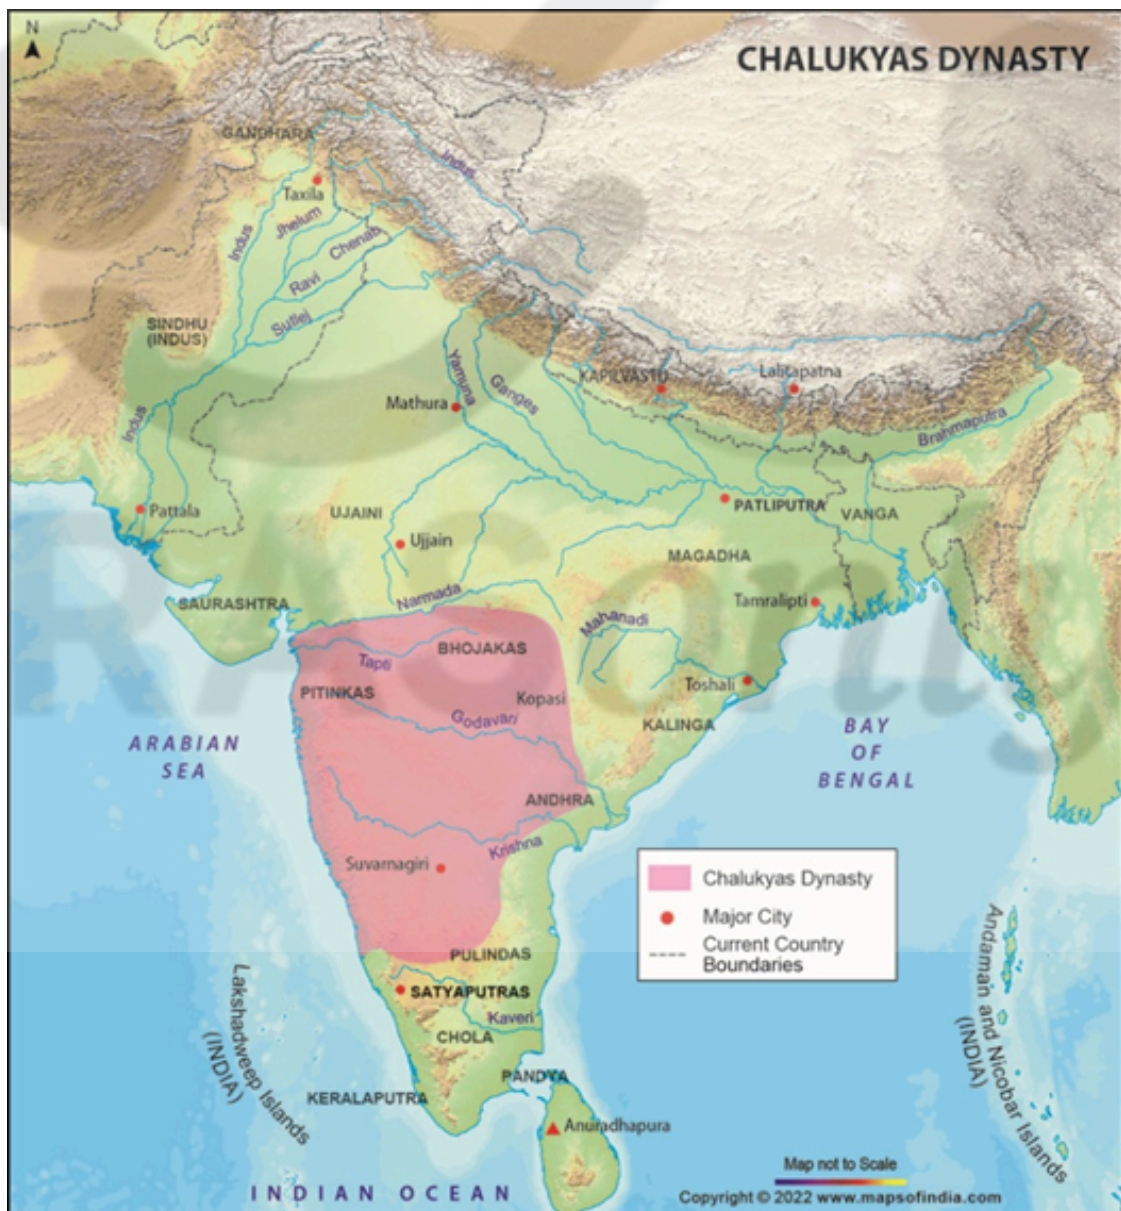 N
CHALUKYAS DYNASTY
GANDHARA
Indus
Taxila
Jhelum
Indus
Chenab
Ravi
Sutlej
SINDHU
(INDUS)
KAPILVASTU
Lalitapatna
Yamuna
Ganges
Mathura
Brahmaputra
Indus
Pattala
UJAINI
PATLIPUTRA
VANGA
Ujjain
MAGADHA
Narmada
SAURASHTRA
Tamralipti
Mahanadi
BHOJAKAS
Tapti
Toshali
PITINKAS
Kopasi
Godavari
KALINGA
ARABIAN
SEA
BAY
OF
BENGAL
ANDHRA
Krishna
Suvarnagiri
Chalukyas Dynasty
Major City
Current Country
Boundaries
PULINDAS
SATYAPUTRAS
Kaveri
CHOLA
Lakshadweep Islands
(INDIA)
Andaman and Nicobar Islands
(INDIA)
PANDYA
KERALAPUTRA
Anuradhapura
Map not to Scale
INDIAN OCEAN
Copyright © 2022 www.mapsofindia.com